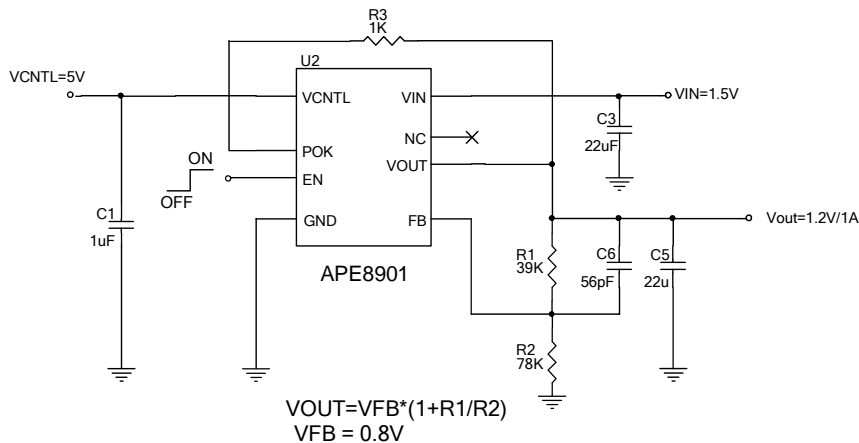 R3
1K
U2
VCNTL=5V
VCNTL
VIN
VIN=1.5V
NC
C3
22uF
POK
VOUT
ON
EN
OFF
GND
FB
C1
1uF
Vout=1.2V/1A
R1
39K
C6
56pF
C5
22u
APE8901
R2
78K
VOUT=VFB*(1+R1/R2)
VFB = 0.8V